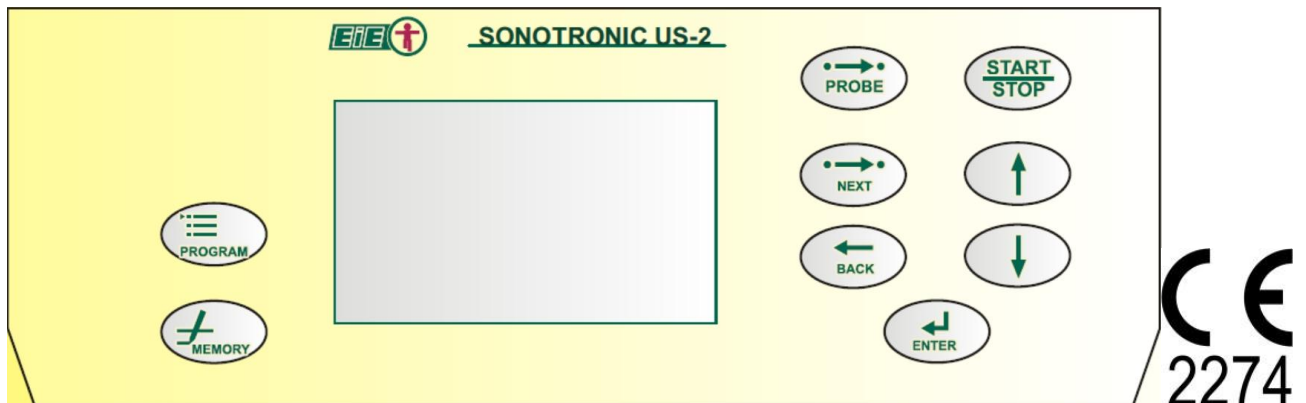 EiE SONOTRONIC US-2
PROBE
START
STOP
NEXT
PROGRAM
BACK
MEMORY
ENTER
CE
2274